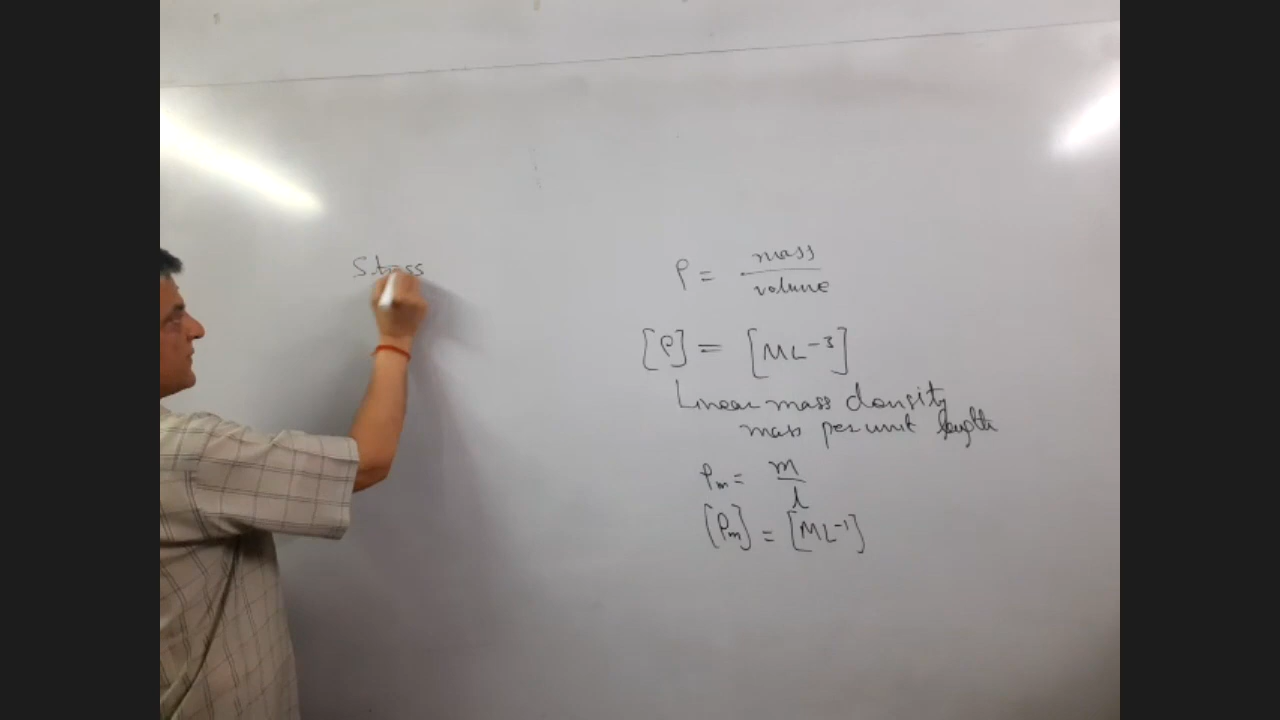 Stress
ρ = mass / volume
[ρ] = [ML⁻³]
Linear mass density
mass per unit length
ρₘ = m / l
[ρₘ] = [ML⁻¹]